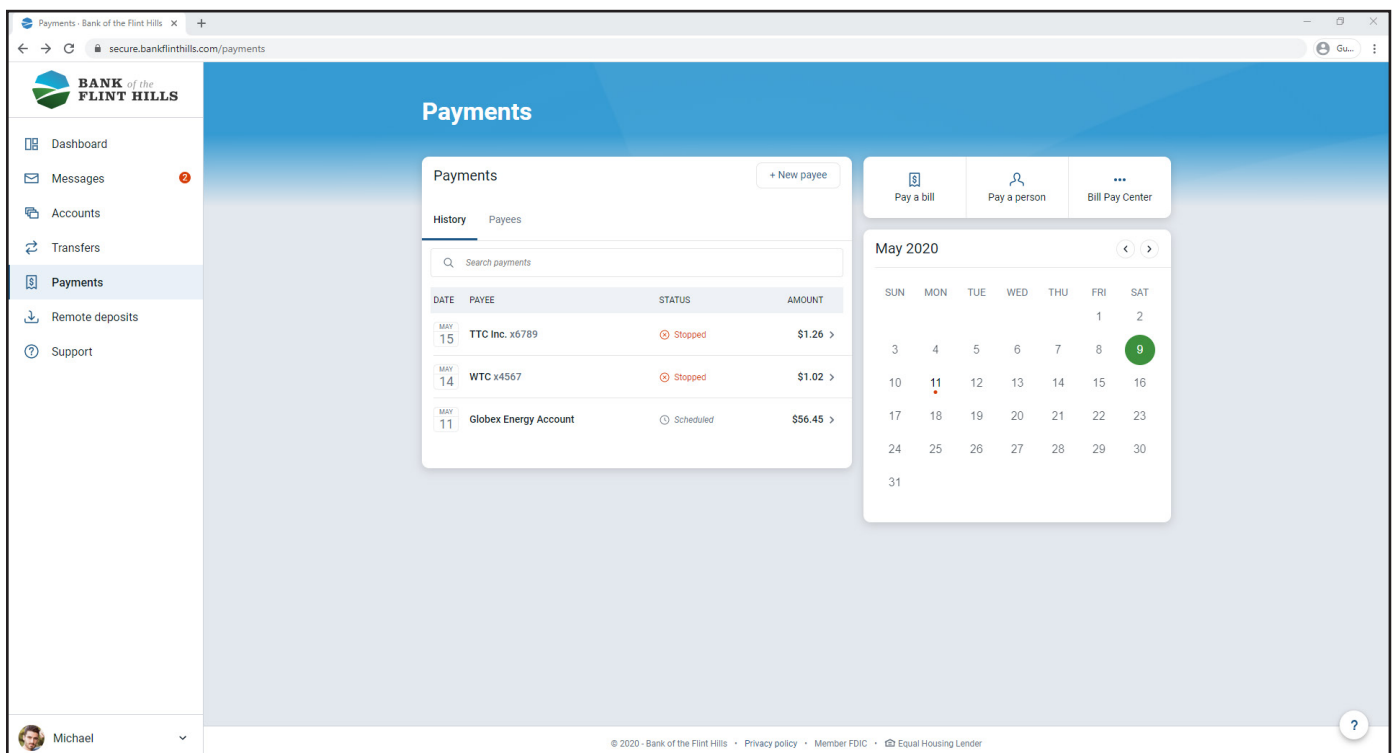 Payments - Bank of the Flint Hills
secure.bankflinthills.com/payments
Gu...
BANK of the
FLINT HILLS
Dashboard
Messages 2
Accounts
Transfers
Payments
Remote deposits
Support
Michael
Payments
Payments + New payee
History Payees
Search payments
DATE PAYEE STATUS AMOUNT
MAY
15 TTC Inc. x6789 Stopped $1.26
MAY
14 WTC x4567 Stopped $1.02
MAY
11 Globex Energy Account Scheduled $56.45
Pay a bill Pay a person Bill Pay Center
May 2020
SUN MON TUE WED THU FRI SAT
1 2
3 4 5 6 7 8 9
10 11 12 13 14 15 16
17 18 19 20 21 22 23
24 25 26 27 28 29 30
31
?
© 2020 - Bank of the Flint Hills • Privacy policy • Member FDIC • Equal Housing Lender